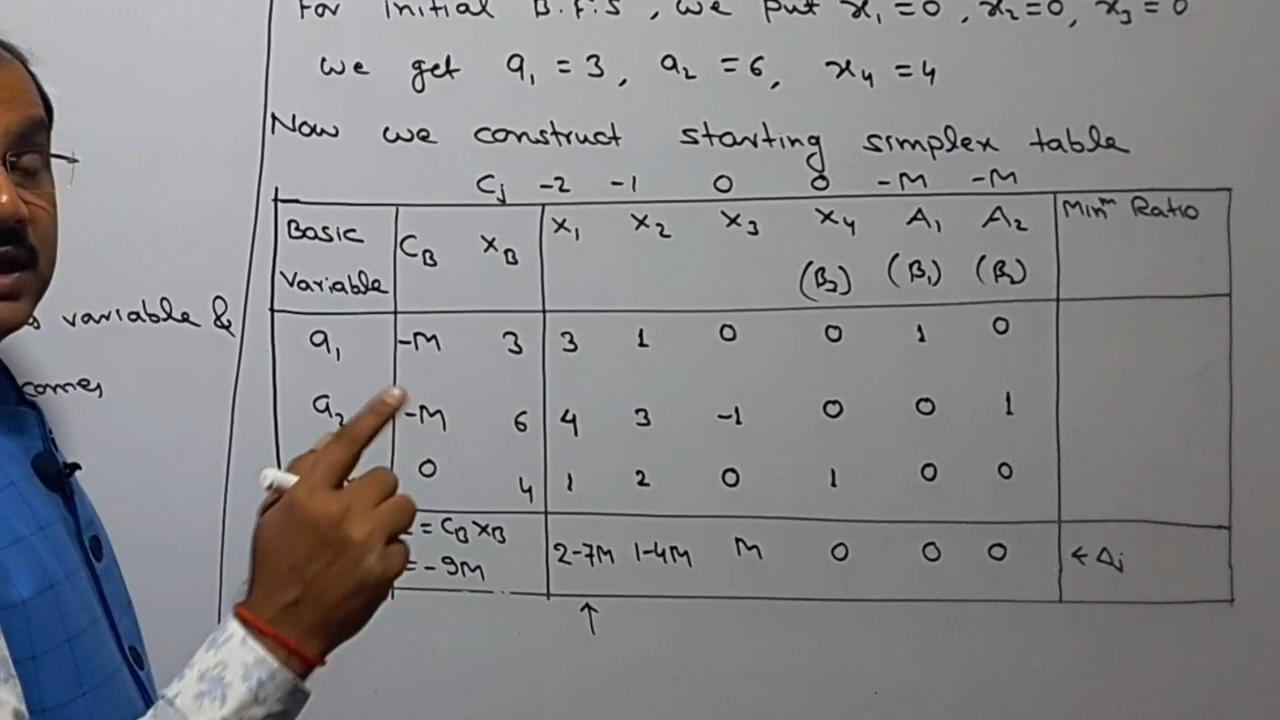 For initial B.F.S, we put x₁ = 0, x₂ = 0, x₃ = 0
we get a₁ = 3, a₂ = 6, x₄ = 4
Now we construct starting simplex table
Cj -2 -1 0 0 -M -M
Basic Variable CB XB X₁ X₂ X₃ X₄ A₁ A₂ Minᵐ Ratio
(β₁)
variable &
a₁ -M 3 3 1 0 0 1 0
comes
a₂ -M 6 4 3 -1 0 0 1
0 4 1 2 0 1 0 0
= CB XB
= -9M 2-7M 1-4M M 0 0 0 ← Δj
↑